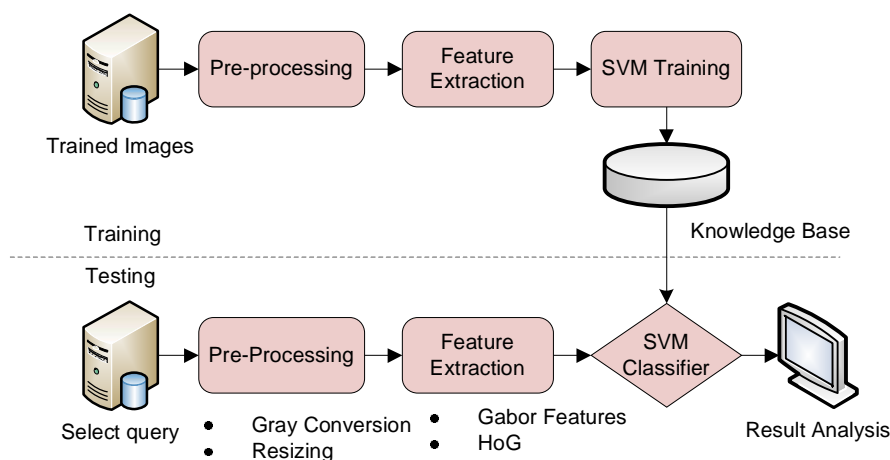 Pre-processing
Feature
Extraction
SVM Training
Trained Images
Knowledge Base
Training
Testing
Pre-Processing
Feature
Extraction
SVM
Classifier
Select query
• Gray Conversion
• Resizing
• Gabor Features
• HoG
Result Analysis